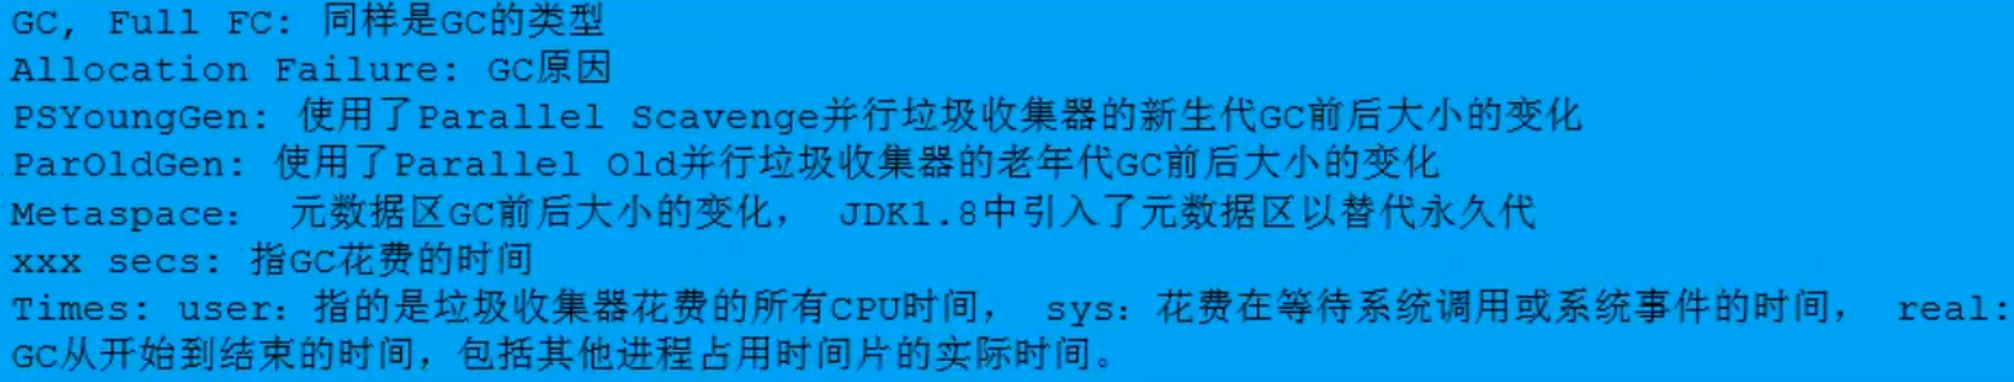 GC, Full FC: 同样是GC的类型
Allocation Failure: GC原因
PSYoungGen: 使用了Parallel Scavenge并行垃圾收集器的新生代GC前后大小的变化
ParOldGen: 使用了Parallel Old并行垃圾收集器的老年代GC前后大小的变化
Metaspace： 元数据区GC前后大小的变化， JDK1.8中引入了元数据区以替代永久代
xxx secs: 指GC花费的时间
Times: user：指的是垃圾收集器花费的所有CPU时间， sys：花费在等待系统调用或系统事件的时间， real:
GC从开始到结束的时间，包括其他进程占用时间片的实际时间。